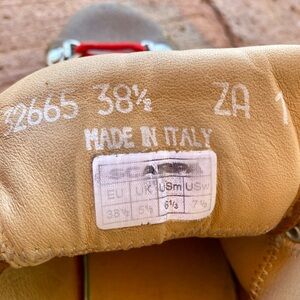 32665 38½ ZA
MADE IN ITALY
SCARPA
EU UK USm USw
38½ 5½ 6⅓ 7½